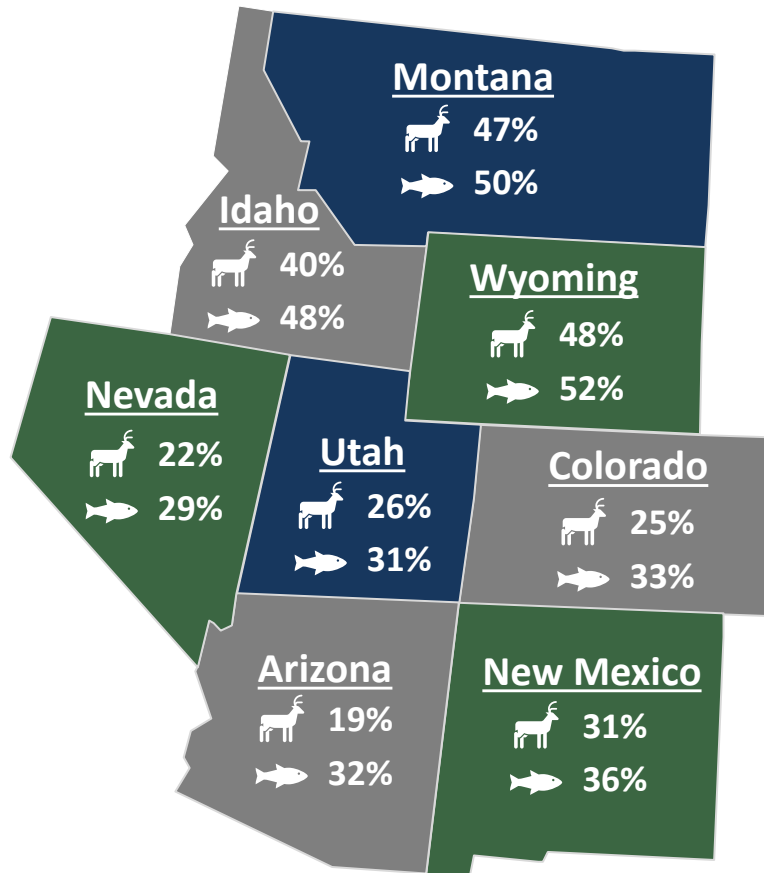 Montana
47%
50%
Idaho
40%
48%
Wyoming
48%
52%
Nevada
22%
29%
Utah
26%
31%
Colorado
25%
33%
Arizona
19%
32%
New Mexico
31%
36%